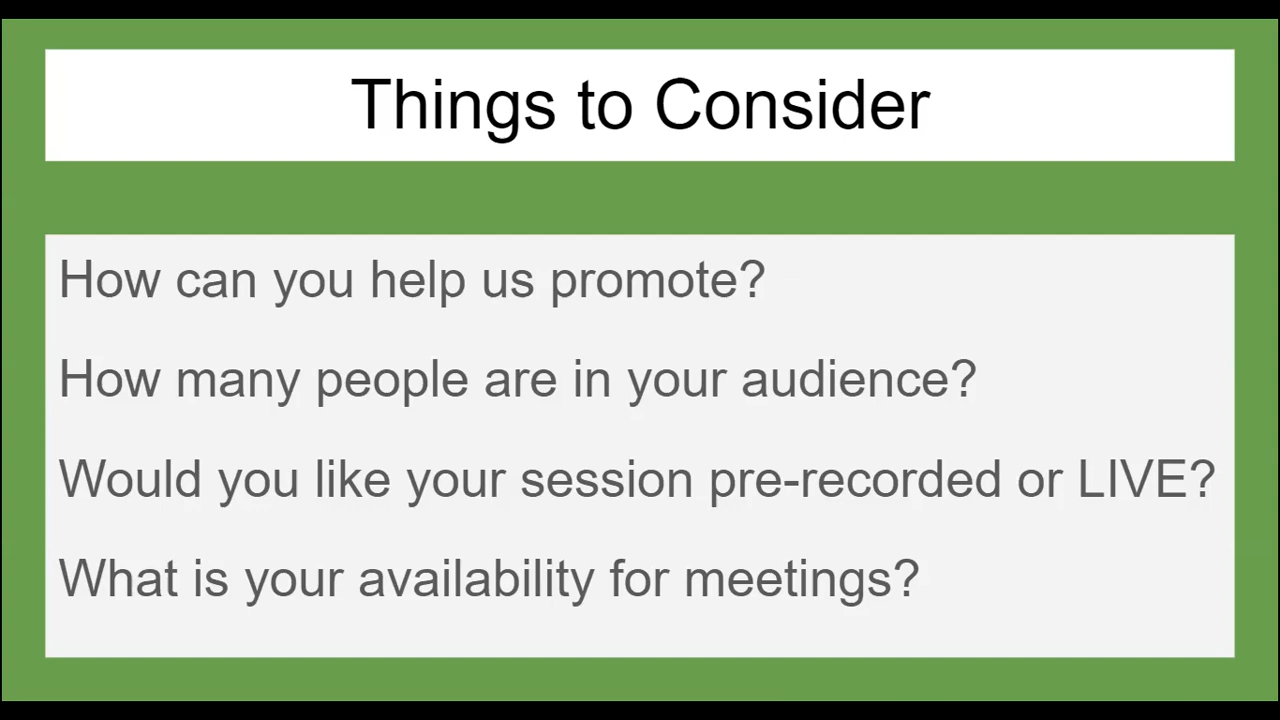 Things to Consider
How can you help us promote?
How many people are in your audience?
Would you like your session pre-recorded or LIVE?
What is your availability for meetings?